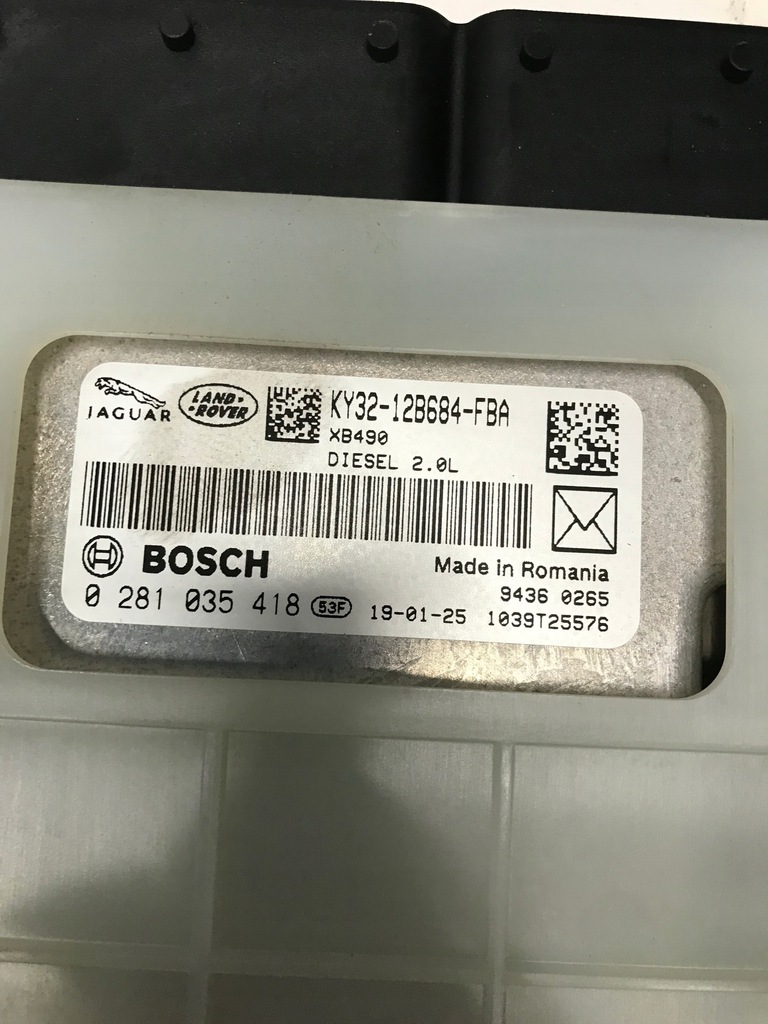 JAGUAR
LAND-
-ROVER
KY32-12B684-FBA
XB490
DIESEL 2.0L
BOSCH
Made in Romania
9436 0265
0 281 035 418 53F 19-01-25 1039T25576